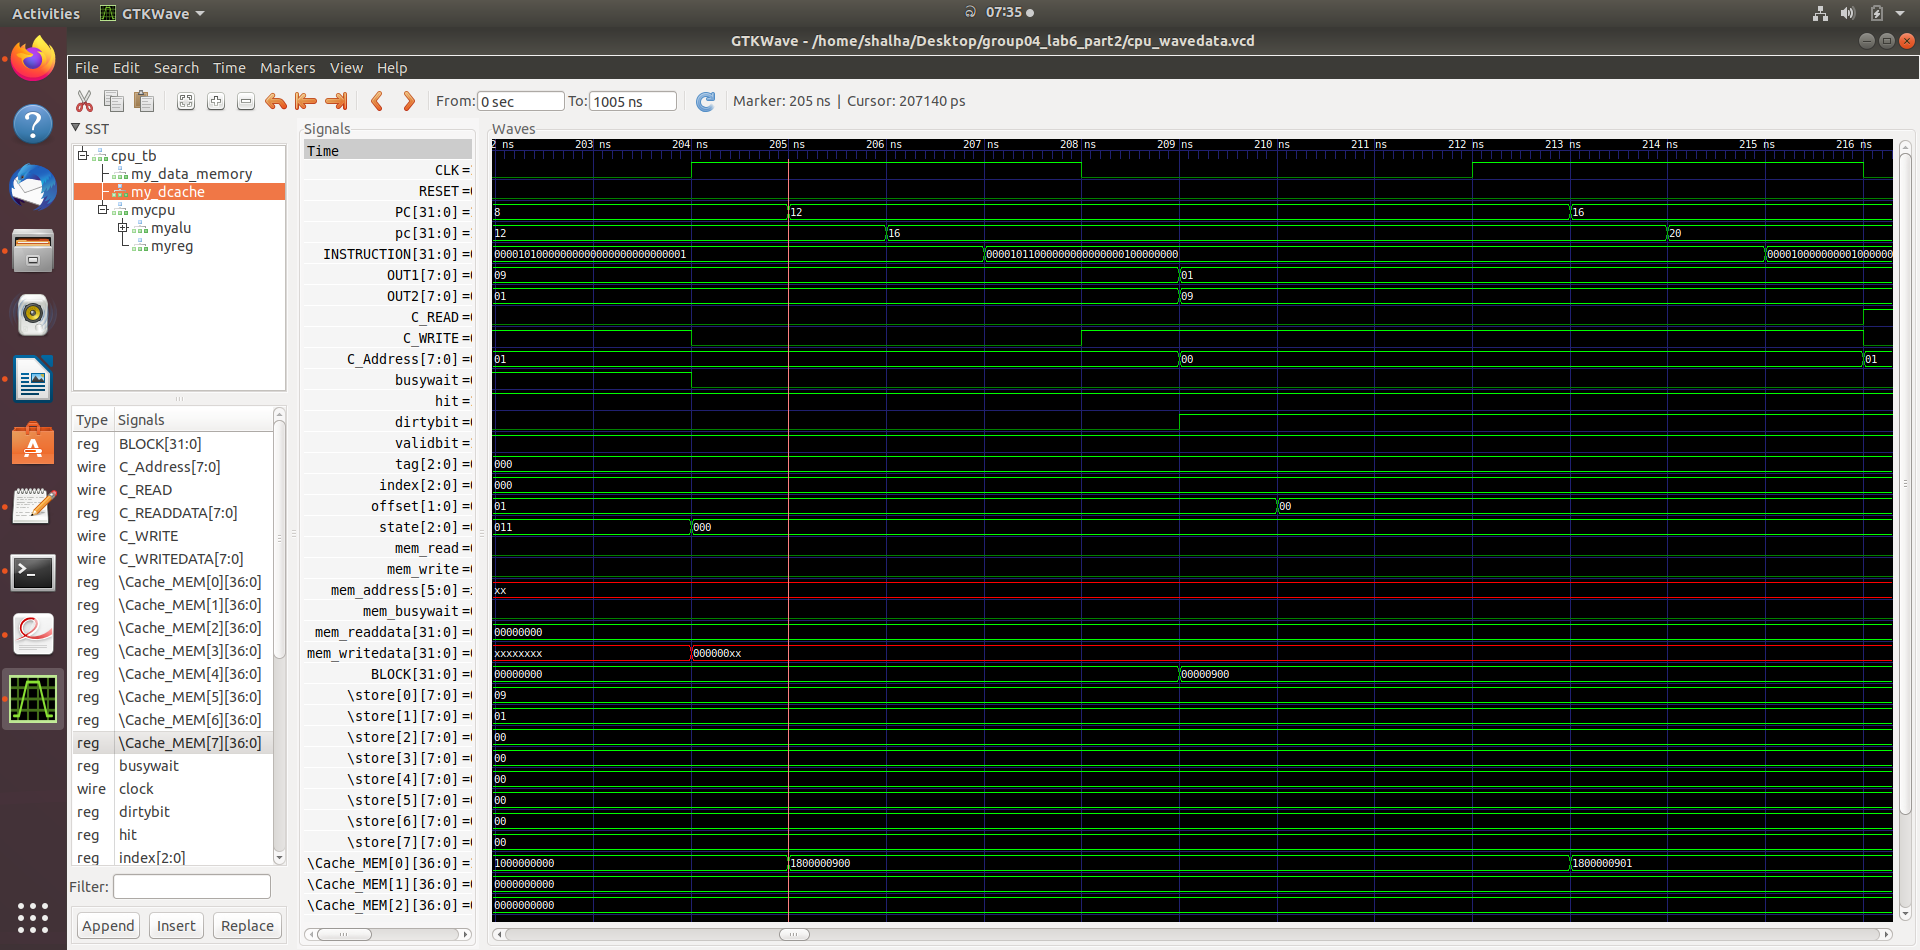 Activities GTKWave 07:35
GTKWave - /home/shalha/Desktop/group04_lab6_part2/cpu_wavedata.vcd
File Edit Search Time Markers View Help
From: 0 sec To: 1005 ns Marker: 205 ns | Cursor: 207140 ps
SST
cpu_tb
my_data_memory
my_dcache
mycpu
myalu
myreg
Type Signals
reg BLOCK[31:0]
wire C_Address[7:0]
wire C_READ
reg C_READDATA[7:0]
wire C_WRITE
wire C_WRITEDATA[7:0]
reg \Cache_MEM[0][36:0]
reg \Cache_MEM[1][36:0]
reg \Cache_MEM[2][36:0]
reg \Cache_MEM[3][36:0]
reg \Cache_MEM[4][36:0]
reg \Cache_MEM[5][36:0]
reg \Cache_MEM[6][36:0]
reg \Cache_MEM[7][36:0]
reg busywait
wire clock
reg dirtybit
reg hit
reg index[2:0]
Filter:
Append Insert Replace
Signals
Waves
Time
2 ns 203 ns 204 ns 205 ns 206 ns 207 ns 208 ns 209 ns 210 ns 211 ns 212 ns 213 ns 214 ns 215 ns 216 ns
CLK =
RESET =
PC[31:0] = 8 12 16
pc[31:0] = 12 16 20
INSTRUCTION[31:0] = 00001010000000000000000000000001 00001011000000000000000100000000 0000100000000001000000
OUT1[7:0] = 09 01
OUT2[7:0] = 01 09
C_READ =
C_WRITE =
C_Address[7:0] = 01 00 01
busywait =
hit =
dirtybit =
validbit =
tag[2:0] = 000
index[2:0] = 000
offset[1:0] = 01 00
state[2:0] = 011 000
mem_read =
mem_write =
mem_address[5:0] = xx
mem_busywait =
mem_readdata[31:0] = 00000000
mem_writedata[31:0] = xxxxxxxx 000000xx
BLOCK[31:0] = 00000000 00000900
\store[0][7:0] = 09
\store[1][7:0] = 01
\store[2][7:0] = 00
\store[3][7:0] = 00
\store[4][7:0] = 00
\store[5][7:0] = 00
\store[6][7:0] = 00
\store[7][7:0] = 00
\Cache_MEM[0][36:0] = 1000000000 1800000900 1800000901
\Cache_MEM[1][36:0] = 0000000000
\Cache_MEM[2][36:0] = 0000000000